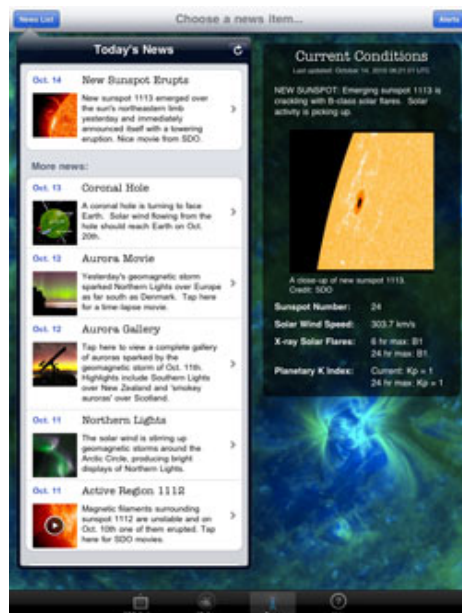 News List
Choose a news item...
Alerts
Today's News
Oct. 14
New Sunspot Erupts
New sunspot 1113 emerged over
the sun's northeastern limb
yesterday and immediately
announced itself with a towering
eruption. Nice movie from SDO.
More news:
Oct. 13
Coronal Hole
A coronal hole is turning to face
Earth. Solar wind flowing from the
hole should reach Earth on Oct.
20th.
Oct. 12
Aurora Movie
Yesterday's geomagnetic storm
sparked Northern Lights over Europe
as far south as Denmark. Tap here
for a time-lapse movie.
Oct. 12
Aurora Gallery
Tap here to view a complete gallery
of auroras sparked by the
geomagnetic storm of Oct. 11th.
Highlights include Southern Lights
over New Zealand and 'smokey
auroras' over Scotland.
Oct. 11
Northern Lights
The solar wind is stirring up
geomagnetic storms around the
Arctic Circle, producing bright
displays of Northern Lights.
Oct. 11
Active Region 1112
Magnetic filaments surrounding
sunspot 1112 are unstable and on
Oct. 10th one of them erupted. Tap
here for SDO movies.
Current Conditions
Last updated: October 14, 2010 06:21:01 UTC
NEW SUNSPOT: Emerging sunspot 1113 is
crackling with B-class solar flares. Solar
activity is picking up.
A close-up of new sunspot 1113.
Credit: SDO
Sunspot Number: 24
Solar Wind Speed: 303.7 km/s
X-ray Solar Flares: 6 hr max: B1
24 hr max: B1
Planetary K Index: Current: Kp = 1
24 hr max: Kp = 1